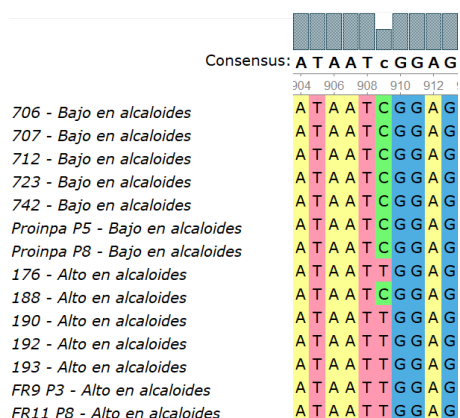 Consensus: A T A A T c G G A G
904 906 908 910 912
706 - Bajo en alcaloides A T A A T C G G A G
707 - Bajo en alcaloides A T A A T C G G A G
712 - Bajo en alcaloides A T A A T C G G A G
723 - Bajo en alcaloides A T A A T C G G A G
742 - Bajo en alcaloides A T A A T C G G A G
Proinpa P5 - Bajo en alcaloides A T A A T C G G A G
Proinpa P8 - Bajo en alcaloides A T A A T C G G A G
176 - Alto en alcaloides A T A A T T G G A G
188 - Alto en alcaloides A T A A T C G G A G
190 - Alto en alcaloides A T A A T T G G A G
192 - Alto en alcaloides A T A A T T G G A G
193 - Alto en alcaloides A T A A T T G G A G
FR9 P3 - Alto en alcaloides A T A A T T G G A G
FR11 P8 - Alto en alcaloides A T A A T T G G A G